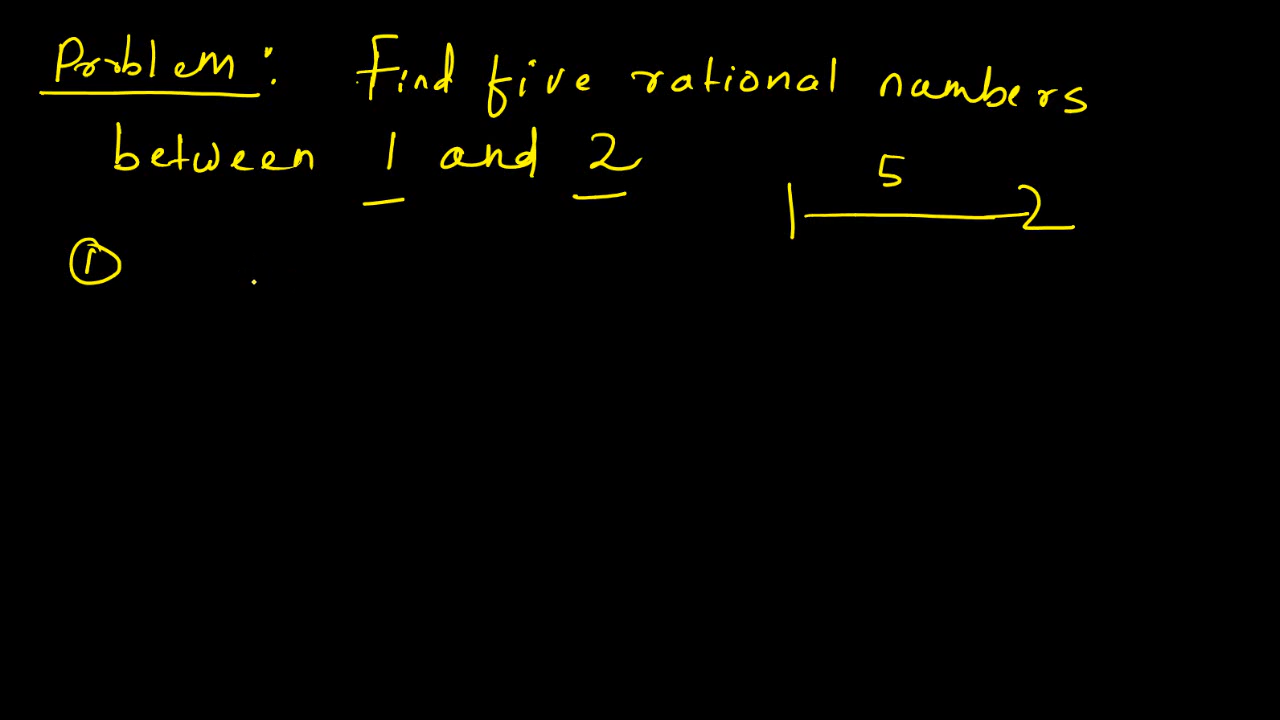 Problem : Find five rational numbers
between 1 and 2
5
1 2
①